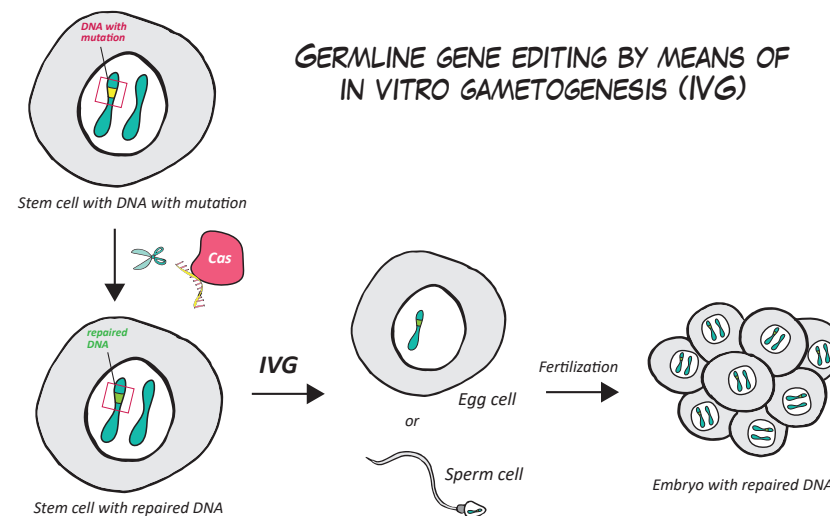 DNA with
mutation
GERMLINE GENE EDITING BY MEANS OF
IN VITRO GAMETOGENESIS (IVG)
Stem cell with DNA with mutation
Cas
repaired
DNA
IVG
Egg cell
or
Sperm cell
Fertilization
Stem cell with repaired DNA
Embryo with repaired DNA